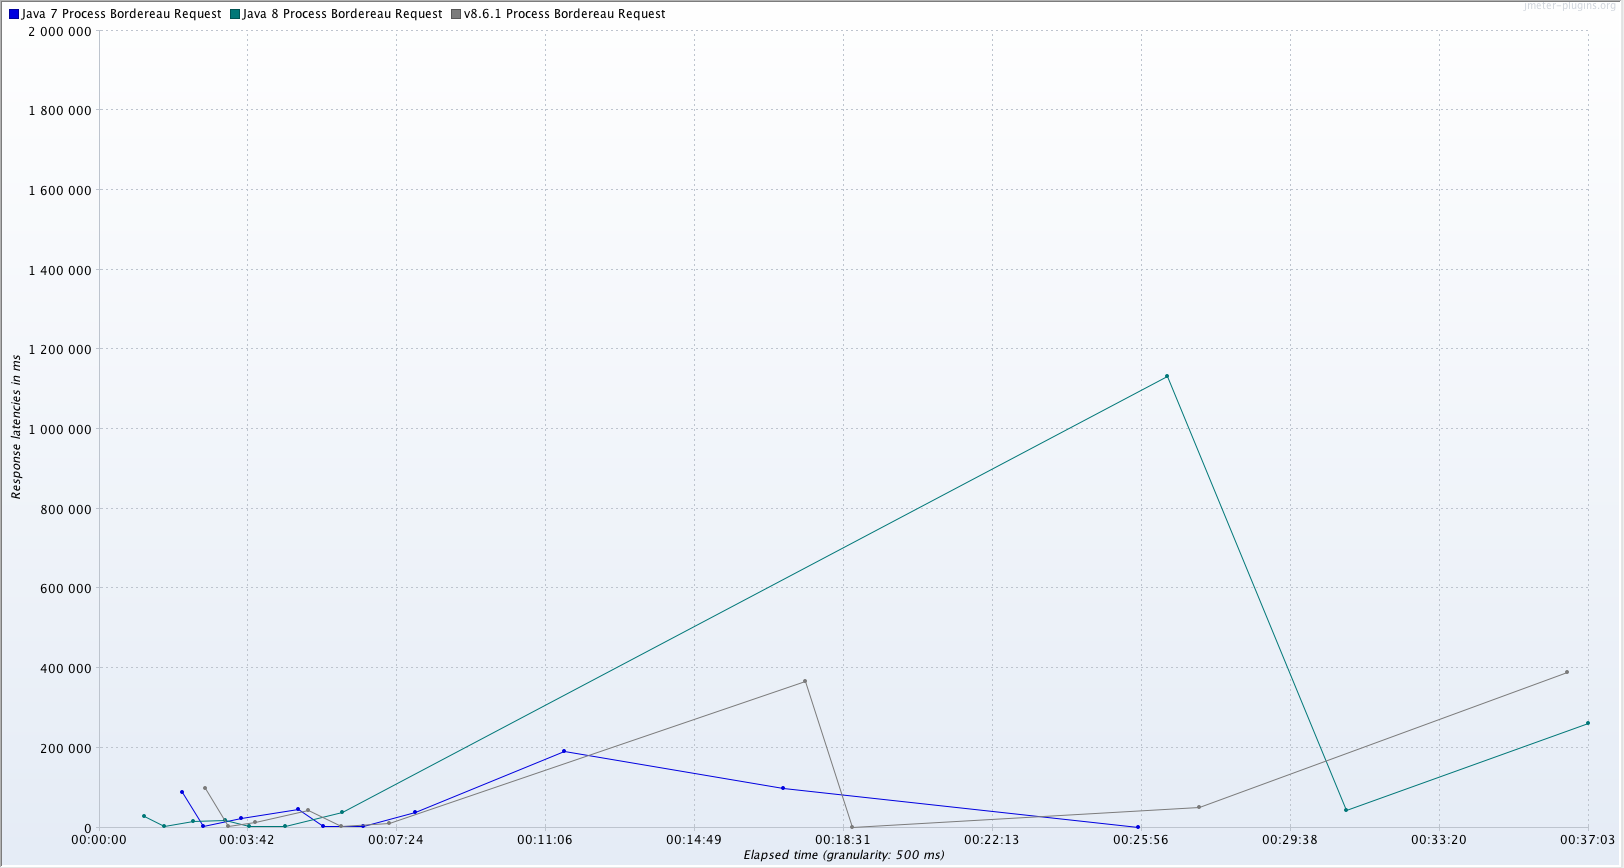 jmeter-plugins.org
Java 7 Process Bordereau Request Java 8 Process Bordereau Request v8.6.1 Process Bordereau Request
2 000 000
1 800 000
1 600 000
1 400 000
1 200 000
1 000 000
800 000
600 000
400 000
200 000
0
Response latencies in ms
00:00:00 00:03:42 00:07:24 00:11:06 00:14:49 00:18:31 00:22:13 00:25:56 00:29:38 00:33:20 00:37:03
Elapsed time (granularity: 500 ms)